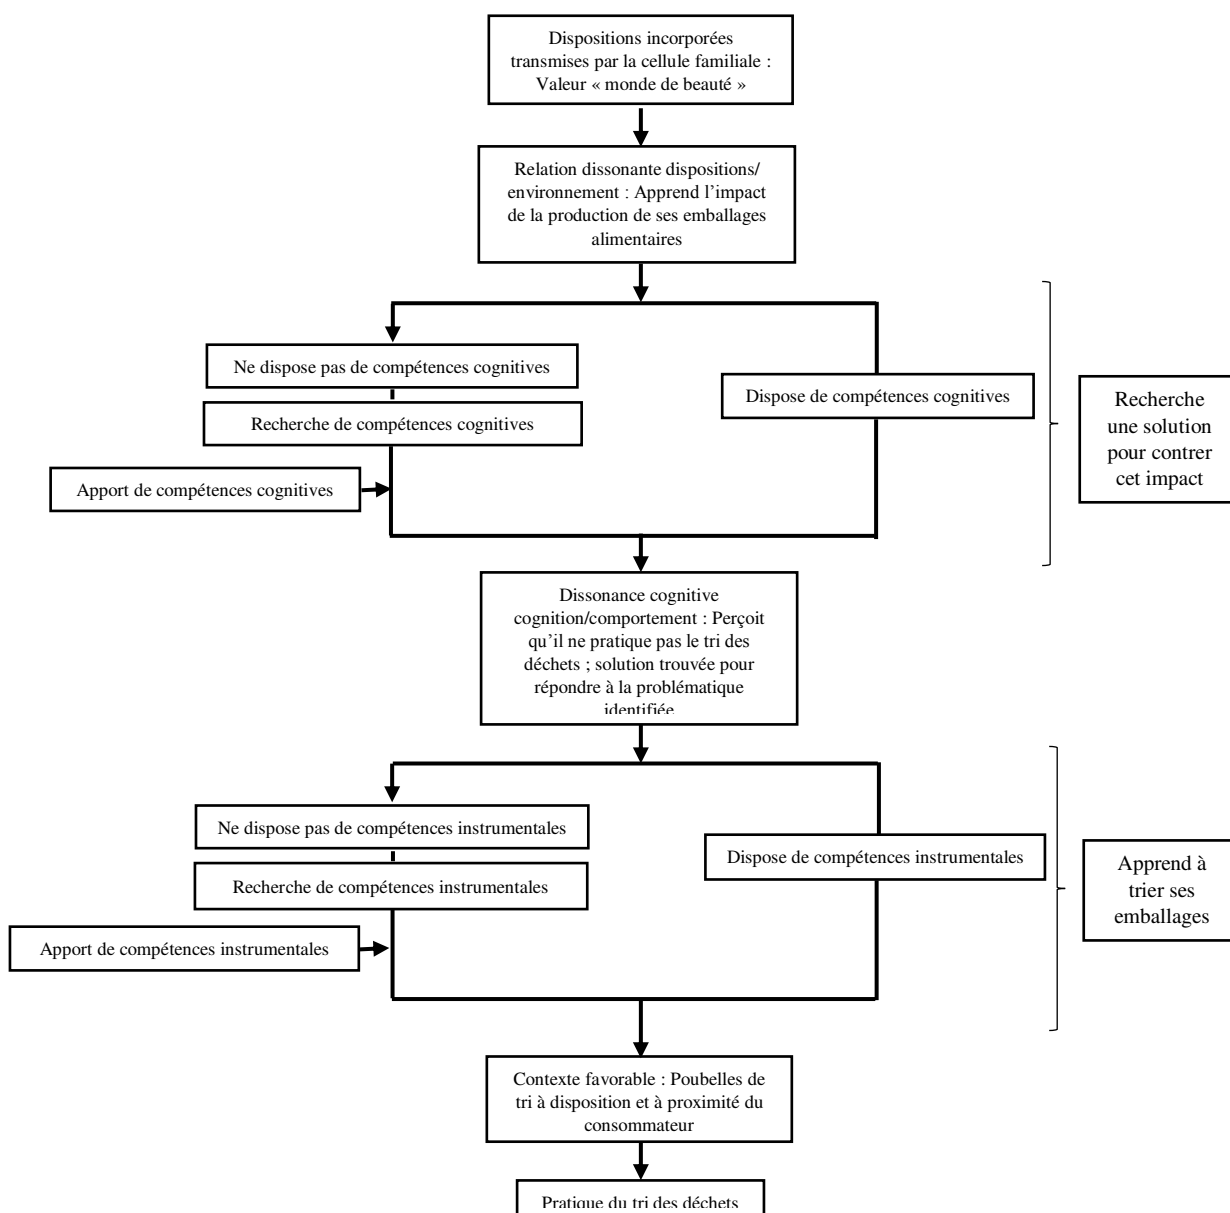 Dispositions incorporées
transmises par la cellule familiale :
Valeur « monde de beauté »
Relation dissonante dispositions/
environnement : Apprend l’impact
de la production de ses emballages
alimentaires
Ne dispose pas de compétences cognitives
Recherche de compétences cognitives
Apport de compétences cognitives
Dispose de compétences cognitives
Recherche
une solution
pour contrer
cet impact
Dissonance cognitive
cognition/comportement : Perçoit
qu’il ne pratique pas le tri des
déchets ; solution trouvée pour
répondre à la problématique
identifiée
Ne dispose pas de compétences instrumentales
Recherche de compétences instrumentales
Apport de compétences instrumentales
Dispose de compétences instrumentales
Apprend à
trier ses
emballages
Contexte favorable : Poubelles de
tri à disposition et à proximité du
consommateur
Pratique du tri des déchets